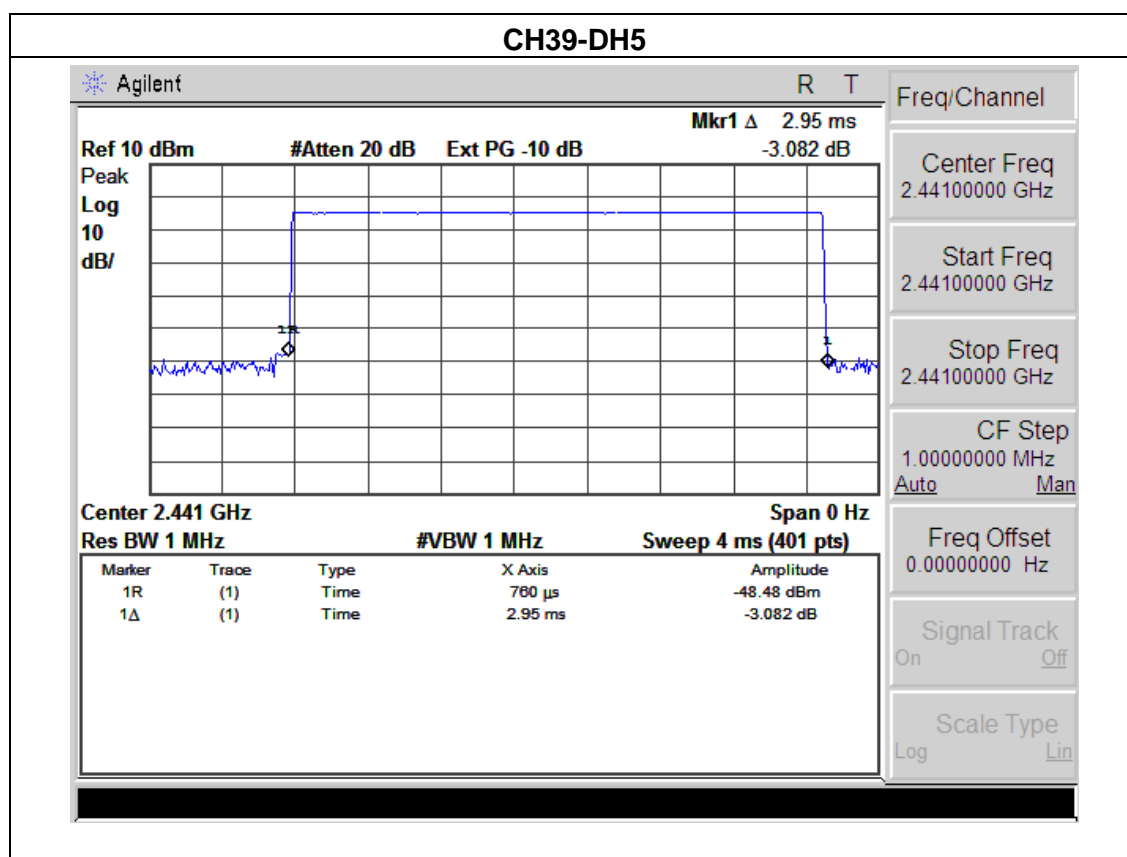 CH39-DH5
Agilent R T
Mkr1 Δ 2.95 ms
Ref 10 dBm #Atten 20 dB Ext PG -10 dB -3.082 dB
Peak
Log
10
dB/
1R
1
Center 2.441 GHz Span 0 Hz
Res BW 1 MHz #VBW 1 MHz Sweep 4 ms (401 pts)
Marker Trace Type X Axis Amplitude
1R (1) Time 760 µs -48.48 dBm
1Δ (1) Time 2.95 ms -3.082 dB
Freq/Channel
Center Freq
2.44100000 GHz
Start Freq
2.44100000 GHz
Stop Freq
2.44100000 GHz
CF Step
1.00000000 MHz
Auto Man
Freq Offset
0.00000000 Hz
Signal Track
On Off
Scale Type
Log Lin